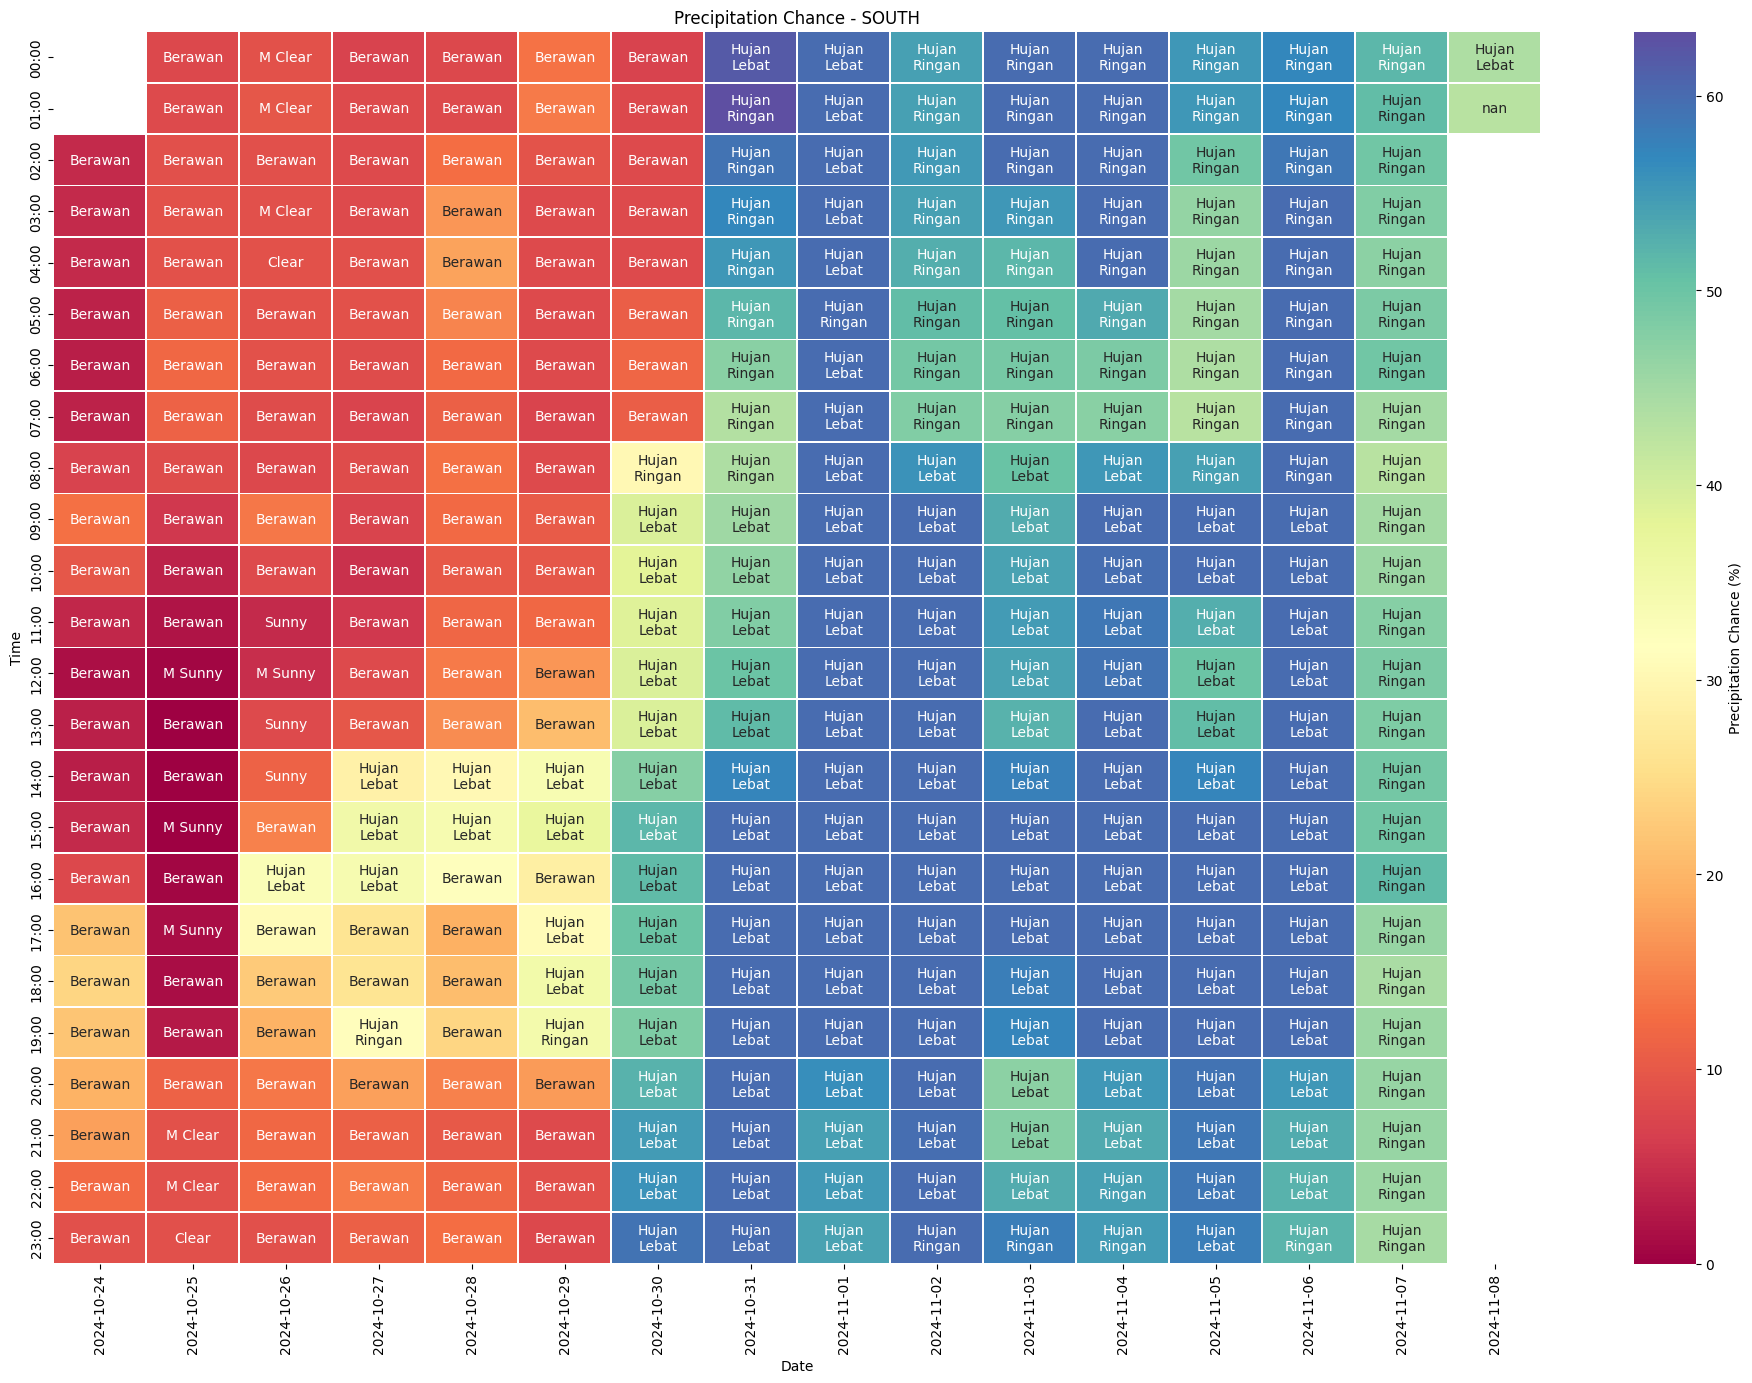 Precipitation Chance - SOUTH
00:00 Berawan M Clear Berawan Berawan Berawan Berawan Hujan Lebat Hujan Lebat Hujan Ringan Hujan Ringan Hujan Ringan Hujan Ringan Hujan Ringan Hujan Ringan Hujan Lebat
01:00 Berawan M Clear Berawan Berawan Berawan Berawan Hujan Ringan Hujan Lebat Hujan Ringan Hujan Ringan Hujan Ringan Hujan Ringan Hujan Ringan Hujan Ringan nan
02:00 Berawan Berawan Berawan Berawan Berawan Berawan Berawan Hujan Ringan Hujan Lebat Hujan Ringan Hujan Ringan Hujan Ringan Hujan Ringan Hujan Ringan Hujan Ringan
03:00 Berawan Berawan M Clear Berawan Berawan Berawan Berawan Hujan Ringan Hujan Lebat Hujan Ringan Hujan Ringan Hujan Ringan Hujan Ringan Hujan Ringan Hujan Ringan
04:00 Berawan Berawan Clear Berawan Berawan Berawan Berawan Hujan Ringan Hujan Lebat Hujan Ringan Hujan Ringan Hujan Ringan Hujan Ringan Hujan Ringan Hujan Ringan
05:00 Berawan Berawan Berawan Berawan Berawan Berawan Berawan Hujan Ringan Hujan Ringan Hujan Ringan Hujan Ringan Hujan Ringan Hujan Ringan Hujan Ringan Hujan Ringan
06:00 Berawan Berawan Berawan Berawan Berawan Berawan Berawan Hujan Ringan Hujan Lebat Hujan Ringan Hujan Ringan Hujan Ringan Hujan Ringan Hujan Ringan Hujan Ringan
07:00 Berawan Berawan Berawan Berawan Berawan Berawan Berawan Hujan Ringan Hujan Lebat Hujan Ringan Hujan Ringan Hujan Ringan Hujan Ringan Hujan Ringan Hujan Ringan
08:00 Berawan Berawan Berawan Berawan Berawan Berawan Hujan Ringan Hujan Ringan Hujan Lebat Hujan Lebat Hujan Lebat Hujan Lebat Hujan Ringan Hujan Ringan Hujan Ringan
09:00 Berawan Berawan Berawan Berawan Berawan Berawan Hujan Lebat Hujan Lebat Hujan Lebat Hujan Lebat Hujan Lebat Hujan Lebat Hujan Lebat Hujan Lebat Hujan Ringan
10:00 Berawan Berawan Berawan Berawan Berawan Berawan Hujan Lebat Hujan Lebat Hujan Lebat Hujan Lebat Hujan Lebat Hujan Lebat Hujan Lebat Hujan Lebat Hujan Ringan
11:00 Berawan Berawan Sunny Berawan Berawan Berawan Hujan Lebat Hujan Lebat Hujan Lebat Hujan Lebat Hujan Lebat Hujan Lebat Hujan Lebat Hujan Lebat Hujan Ringan
12:00 Berawan M Sunny M Sunny Berawan Berawan Berawan Hujan Lebat Hujan Lebat Hujan Lebat Hujan Lebat Hujan Lebat Hujan Lebat Hujan Lebat Hujan Lebat Hujan Ringan
13:00 Berawan Berawan Sunny Berawan Berawan Berawan Hujan Lebat Hujan Lebat Hujan Lebat Hujan Lebat Hujan Lebat Hujan Lebat Hujan Lebat Hujan Lebat Hujan Ringan
14:00 Berawan Berawan Sunny Hujan Lebat Hujan Lebat Hujan Lebat Hujan Lebat Hujan Lebat Hujan Lebat Hujan Lebat Hujan Lebat Hujan Lebat Hujan Lebat Hujan Lebat Hujan Ringan
15:00 Berawan M Sunny Berawan Hujan Lebat Hujan Lebat Hujan Lebat Hujan Lebat Hujan Lebat Hujan Lebat Hujan Lebat Hujan Lebat Hujan Lebat Hujan Lebat Hujan Lebat Hujan Ringan
16:00 Berawan Berawan Hujan Lebat Hujan Lebat Berawan Berawan Hujan Lebat Hujan Lebat Hujan Lebat Hujan Lebat Hujan Lebat Hujan Lebat Hujan Lebat Hujan Lebat Hujan Ringan
17:00 Berawan M Sunny Berawan Berawan Berawan Hujan Lebat Hujan Lebat Hujan Lebat Hujan Lebat Hujan Lebat Hujan Lebat Hujan Lebat Hujan Lebat Hujan Lebat Hujan Ringan
18:00 Berawan Berawan Berawan Berawan Berawan Hujan Lebat Hujan Lebat Hujan Lebat Hujan Lebat Hujan Lebat Hujan Lebat Hujan Lebat Hujan Lebat Hujan Lebat Hujan Ringan
19:00 Berawan Berawan Berawan Hujan Ringan Berawan Hujan Ringan Hujan Lebat Hujan Lebat Hujan Lebat Hujan Lebat Hujan Lebat Hujan Lebat Hujan Lebat Hujan Lebat Hujan Ringan
20:00 Berawan Berawan Berawan Berawan Berawan Berawan Hujan Lebat Hujan Lebat Hujan Lebat Hujan Lebat Hujan Lebat Hujan Lebat Hujan Lebat Hujan Lebat Hujan Ringan
21:00 Berawan M Clear Berawan Berawan Berawan Berawan Hujan Lebat Hujan Lebat Hujan Lebat Hujan Lebat Hujan Lebat Hujan Lebat Hujan Lebat Hujan Lebat Hujan Ringan
22:00 Berawan M Clear Berawan Berawan Berawan Berawan Hujan Lebat Hujan Lebat Hujan Lebat Hujan Lebat Hujan Lebat Hujan Ringan Hujan Lebat Hujan Lebat Hujan Ringan
23:00 Berawan Clear Berawan Berawan Berawan Berawan Hujan Lebat Hujan Lebat Hujan Lebat Hujan Ringan Hujan Ringan Hujan Ringan Hujan Lebat Hujan Ringan Hujan Ringan
Time
2024-10-24 2024-10-25 2024-10-26 2024-10-27 2024-10-28 2024-10-29 2024-10-30 2024-10-31 2024-11-01 2024-11-02 2024-11-03 2024-11-04 2024-11-05 2024-11-06 2024-11-07 2024-11-08
Date
60
50
40
30
20
10
0
Precipitation Chance (%)